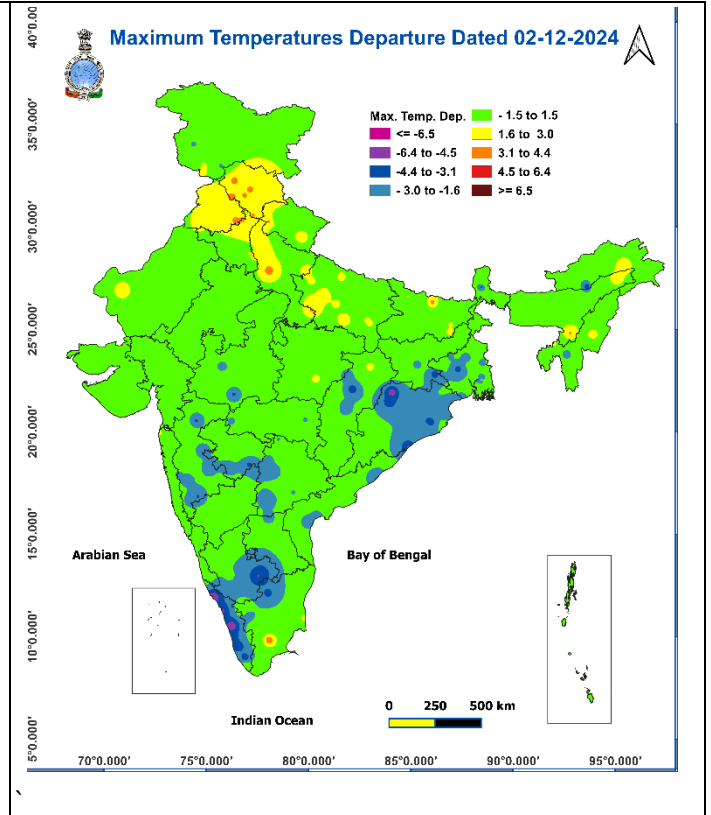 Maximum Temperatures Departure Dated 02-12-2024
Max. Temp. Dep.
<= -6.5
-6.4 to -4.5
-4.4 to -3.1
- 3.0 to -1.6
- 1.5 to 1.5
1.6 to 3.0
3.1 to 4.4
4.5 to 6.4
>= 6.5
40°0.000'
35°0.000'
30°0.000'
25°0.000'
20°0.000'
15°0.000'
10°0.000'
5°0.000'
Arabian Sea
Bay of Bengal
Indian Ocean
0 250 500 km
70°0.000' 75°0.000' 80°0.000' 85°0.000' 90°0.000' 95°0.000'
`